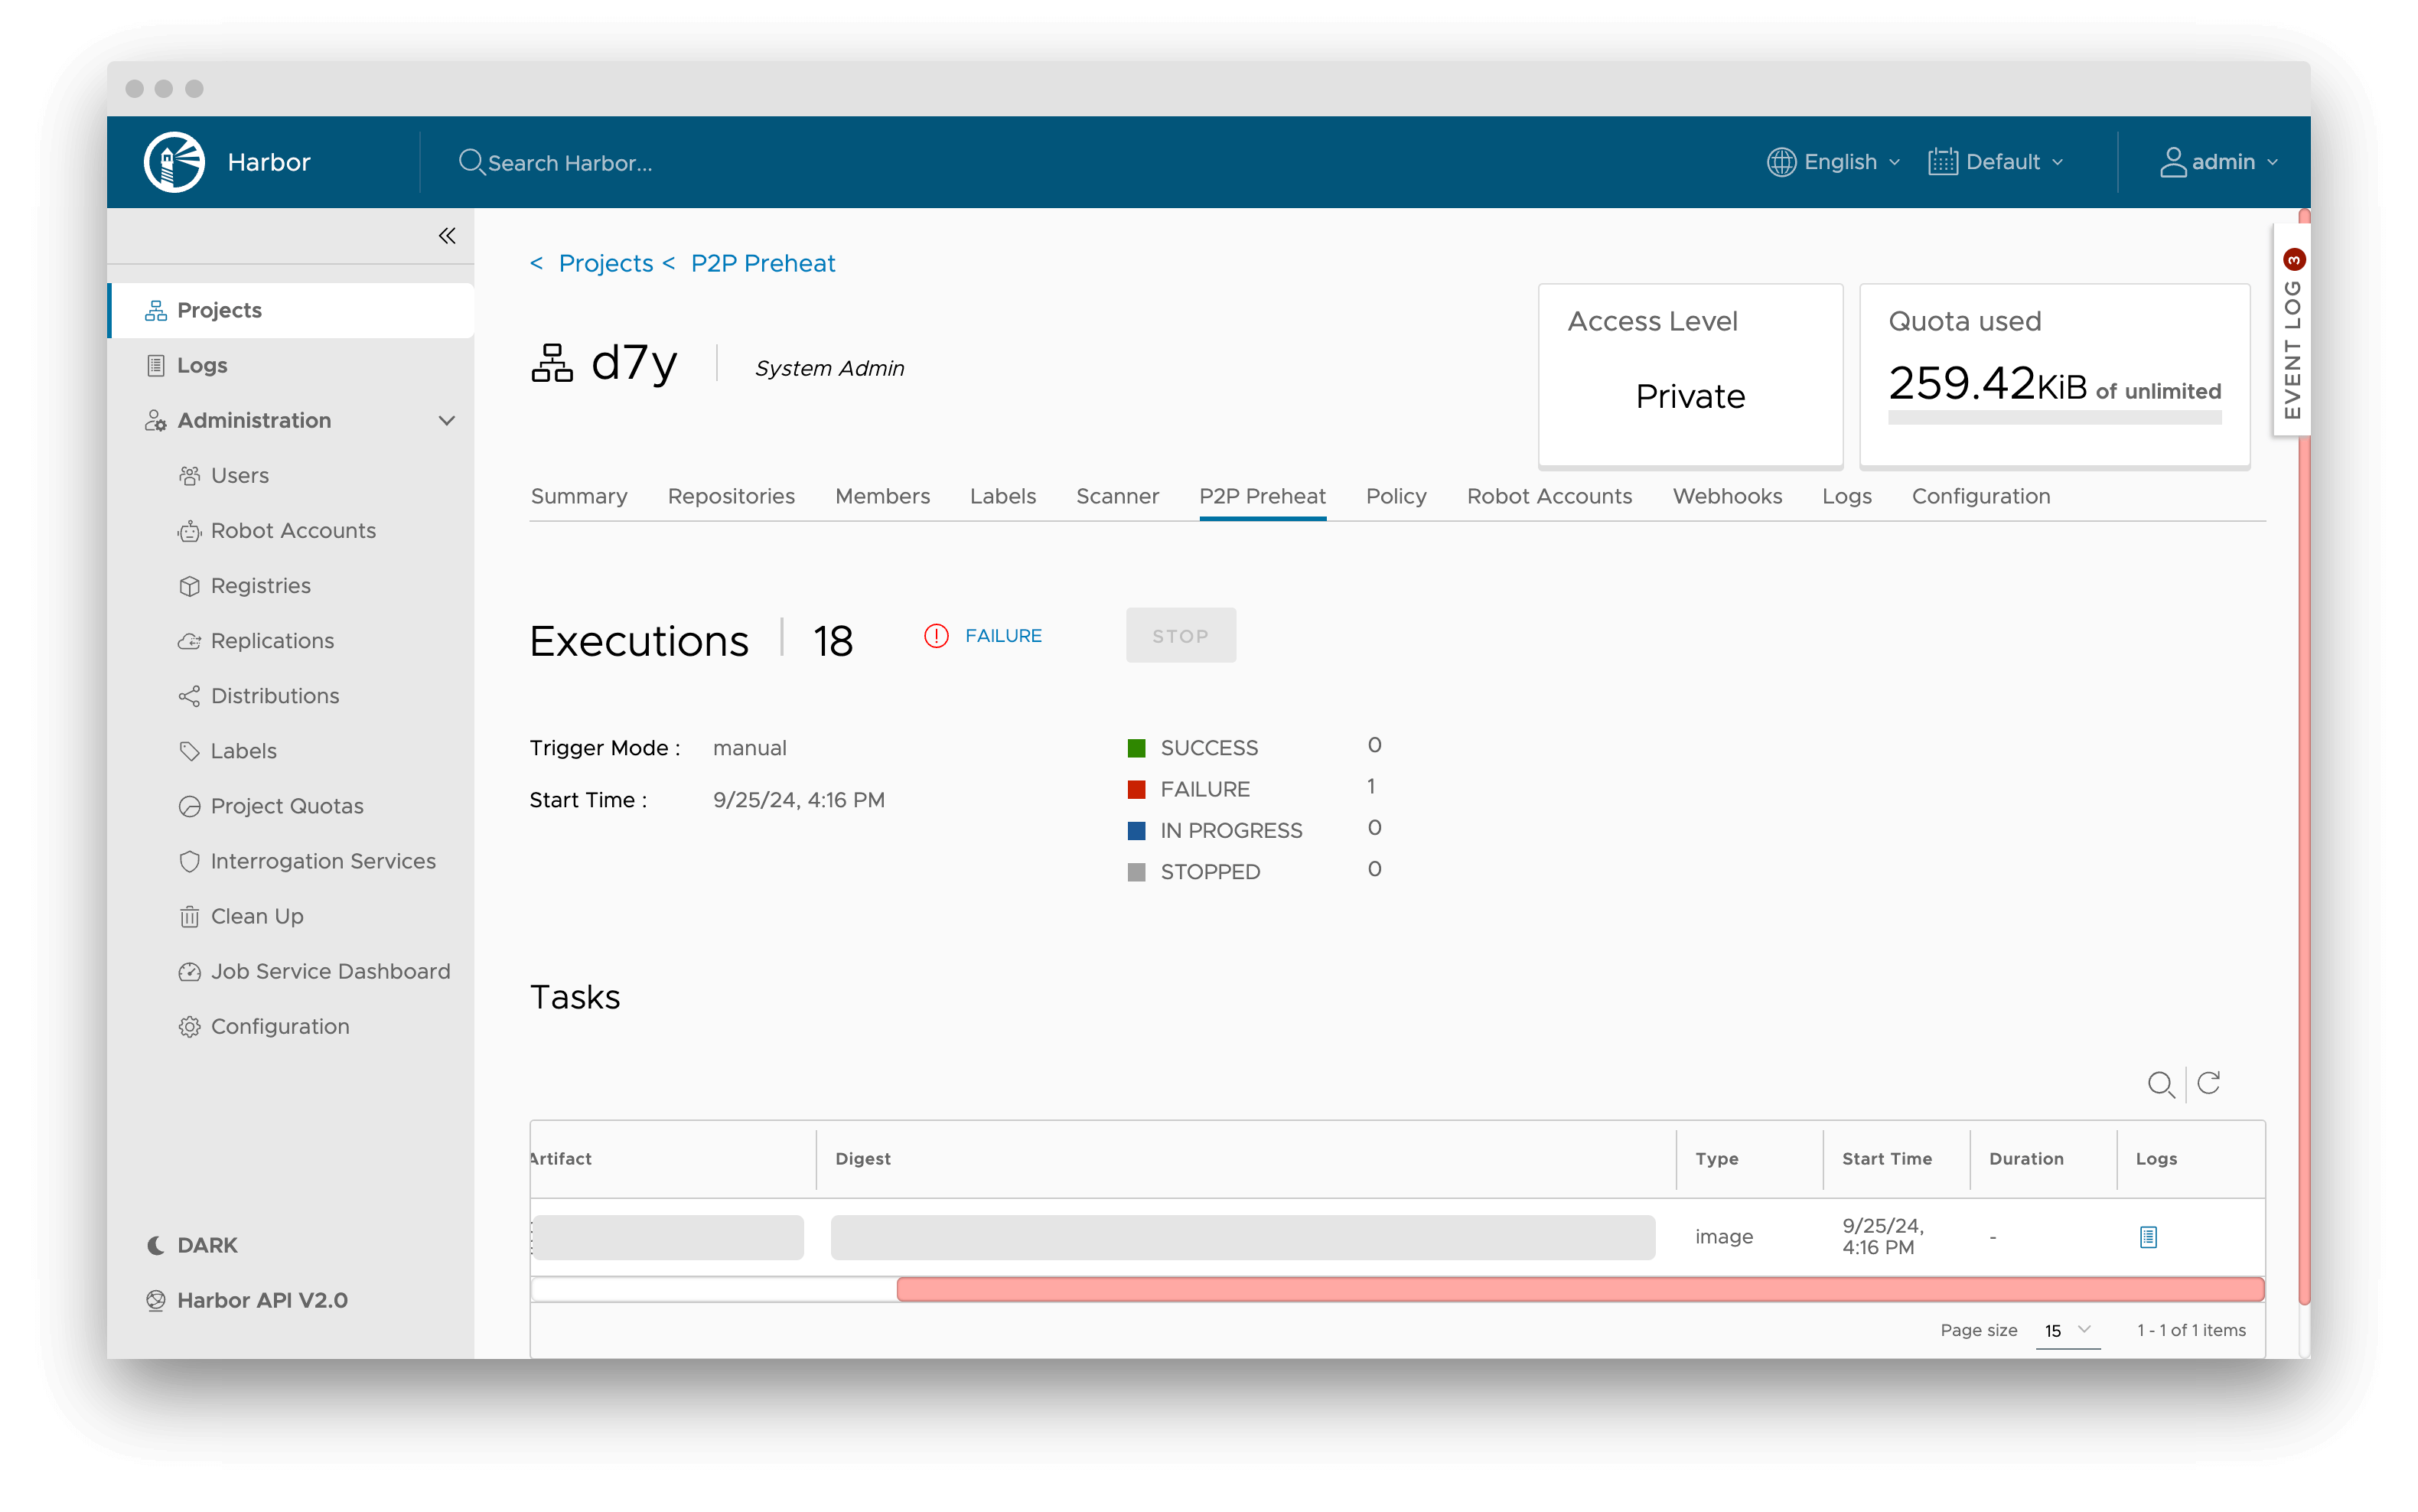 Harbor
Search Harbor...
English
Default
admin
Projects
Logs
Administration
Users
Robot Accounts
Registries
Replications
Distributions
Labels
Project Quotas
Interrogation Services
Clean Up
Job Service Dashboard
Configuration
DARK
Harbor API V2.0
< Projects < P2P Preheat
d7y
System Admin
Access Level
Private
Quota used
259.42KiB of unlimited
EVENT LOG 3
Summary Repositories Members Labels Scanner P2P Preheat Policy Robot Accounts Webhooks Logs Configuration
Executions 18 FAILURE STOP
Trigger Mode : manual
Start Time : 9/25/24, 4:16 PM
SUCCESS 0
FAILURE 1
IN PROGRESS 0
STOPPED 0
Tasks
Artifact Digest Type Start Time Duration Logs
image 9/25/24, 4:16 PM -
Page size 15 1 - 1 of 1 items